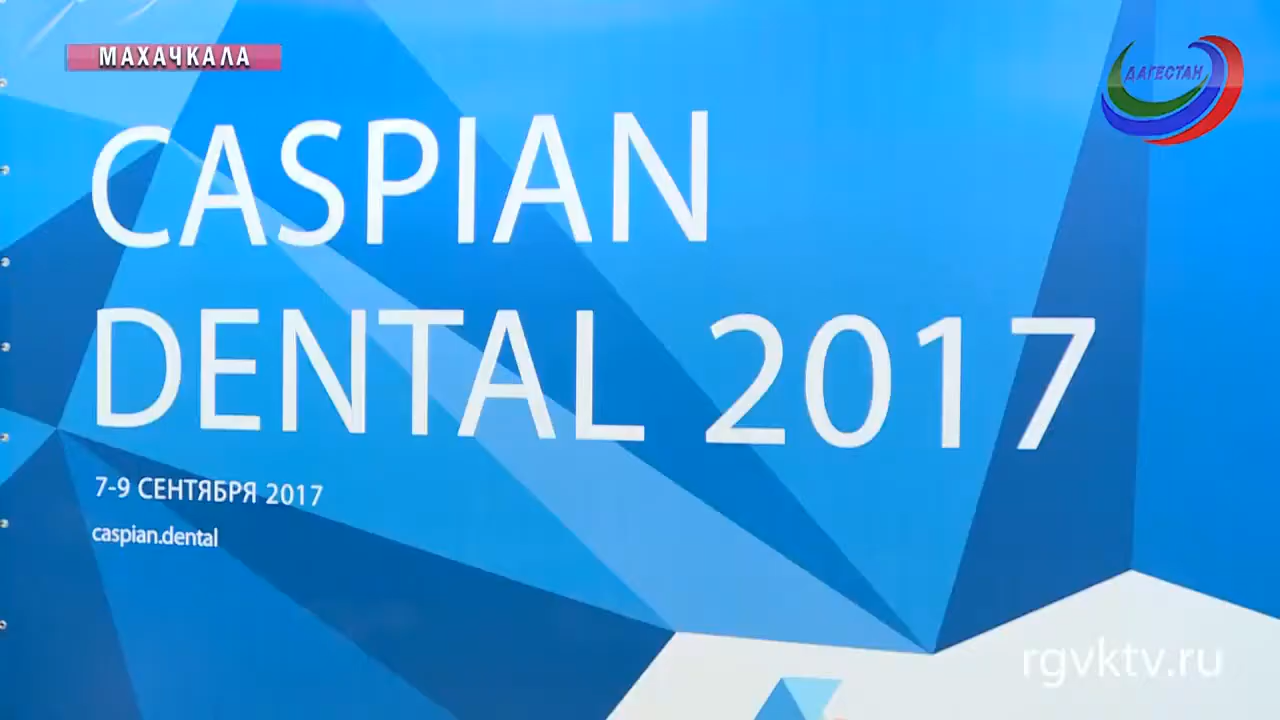 МАХАЧКАЛА
ДАГЕСТАН
CASPIAN
DENTAL 2017
7-9 СЕНТЯБРЯ 2017
caspian.dental
rgvktv.ru